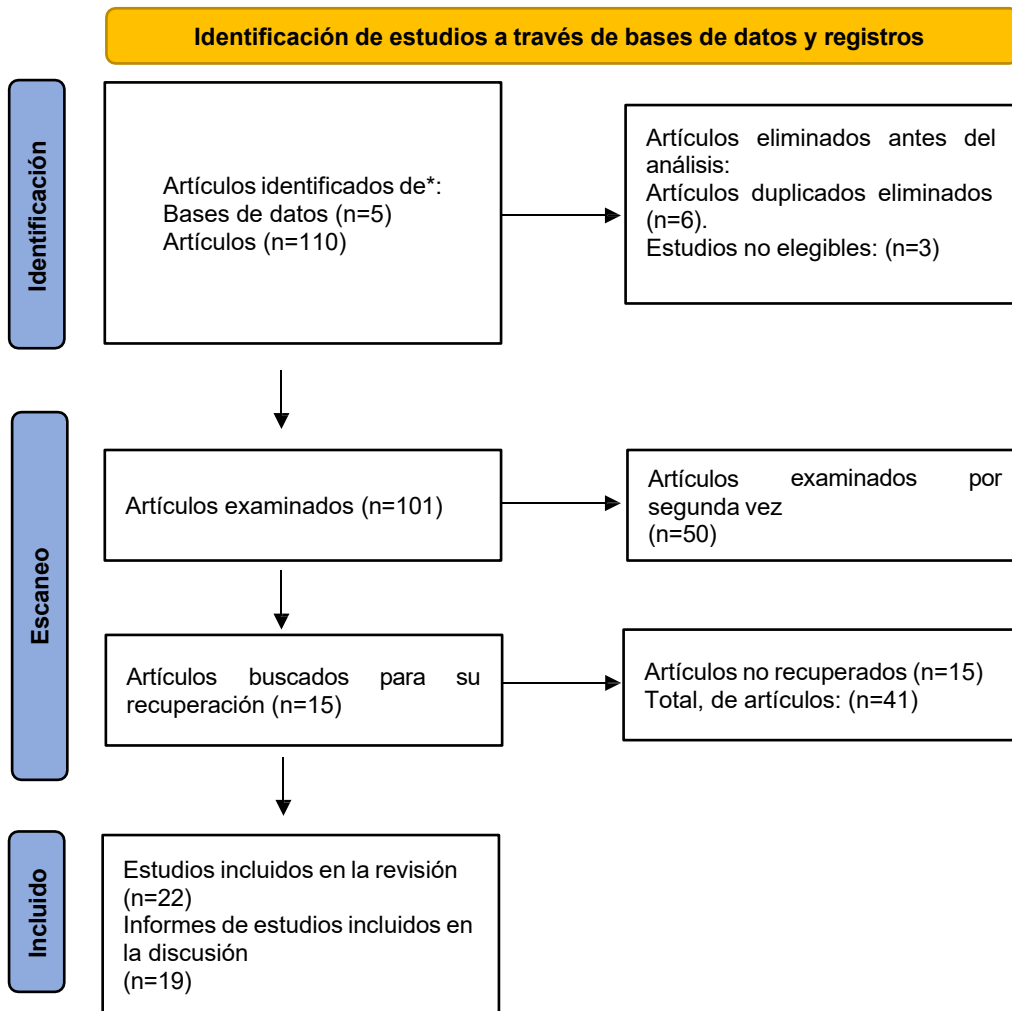 Identificación de estudios a través de bases de datos y registros
Identificación
Artículos identificados de*:
Bases de datos (n=5)
Artículos (n=110)
Artículos eliminados antes del
análisis:
Artículos duplicados eliminados
(n=6).
Estudios no elegibles: (n=3)
Escaneo
Artículos examinados (n=101)
Artículos examinados por
segunda vez
(n=50)
Artículos buscados para su
recuperación (n=15)
Artículos no recuperados (n=15)
Total, de artículos: (n=41)
Incluido
Estudios incluidos en la revisión
(n=22)
Informes de estudios incluidos en
la discusión
(n=19)